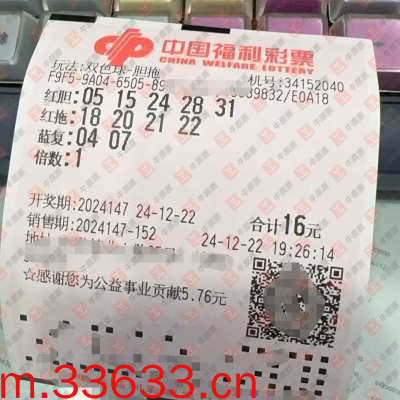 中国福利彩票
CHINA WELFARE LOTTERY
玩法:双色球-胆拖
机号:34152040
F9F5-9A04-6505-89 39832/E0A18
红胆:05 15 24 28 31
红拖:18 20 21 22
蓝复:04 07
倍数:1
开奖期:2024147 24-12-22
合计16元
销售期:2024147-152 24-12-22 19:26:14
地址:
☆感谢您为公益事业贡献5.76元
m.33633.cn